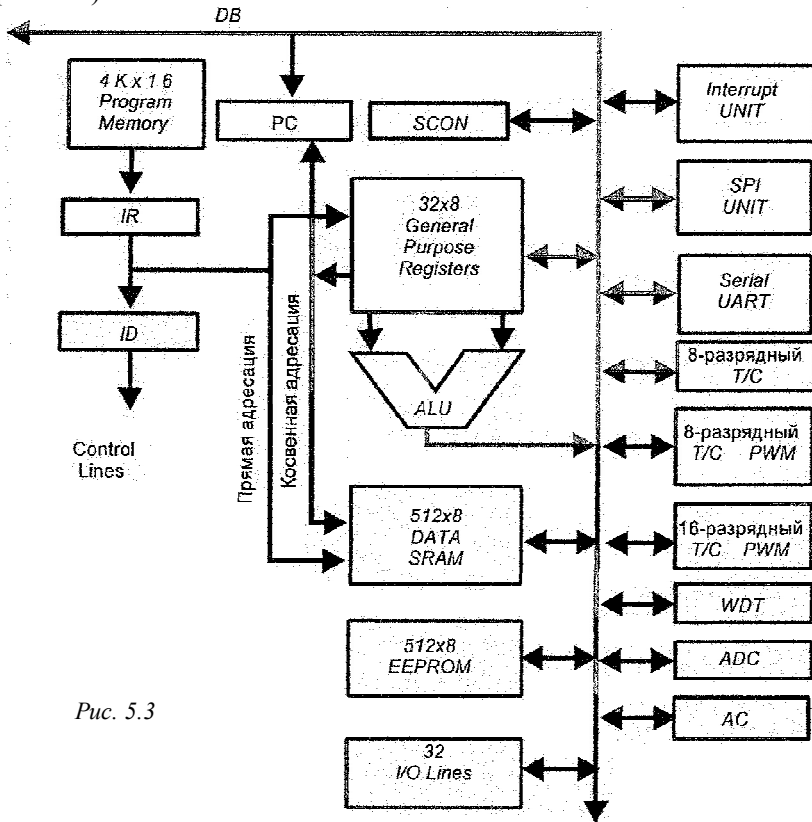 DB
4 K x 1 6
Program
Memory
PC
SCON
Interrupt
UNIT
IR
32x8
General
Purpose
Registers
SPI
UNIT
Serial
UART
ID
8-разрядный
T/C
ALU
Control
Lines
Прямая адресация
Косвенная адресация
8-разрядный
T/C PWM
512x8
DATA
SRAM
16-разрядный
T/C PWM
WDT
512x8
EEPROM
ADC
AC
Рис. 5.3
32
I/O Lines